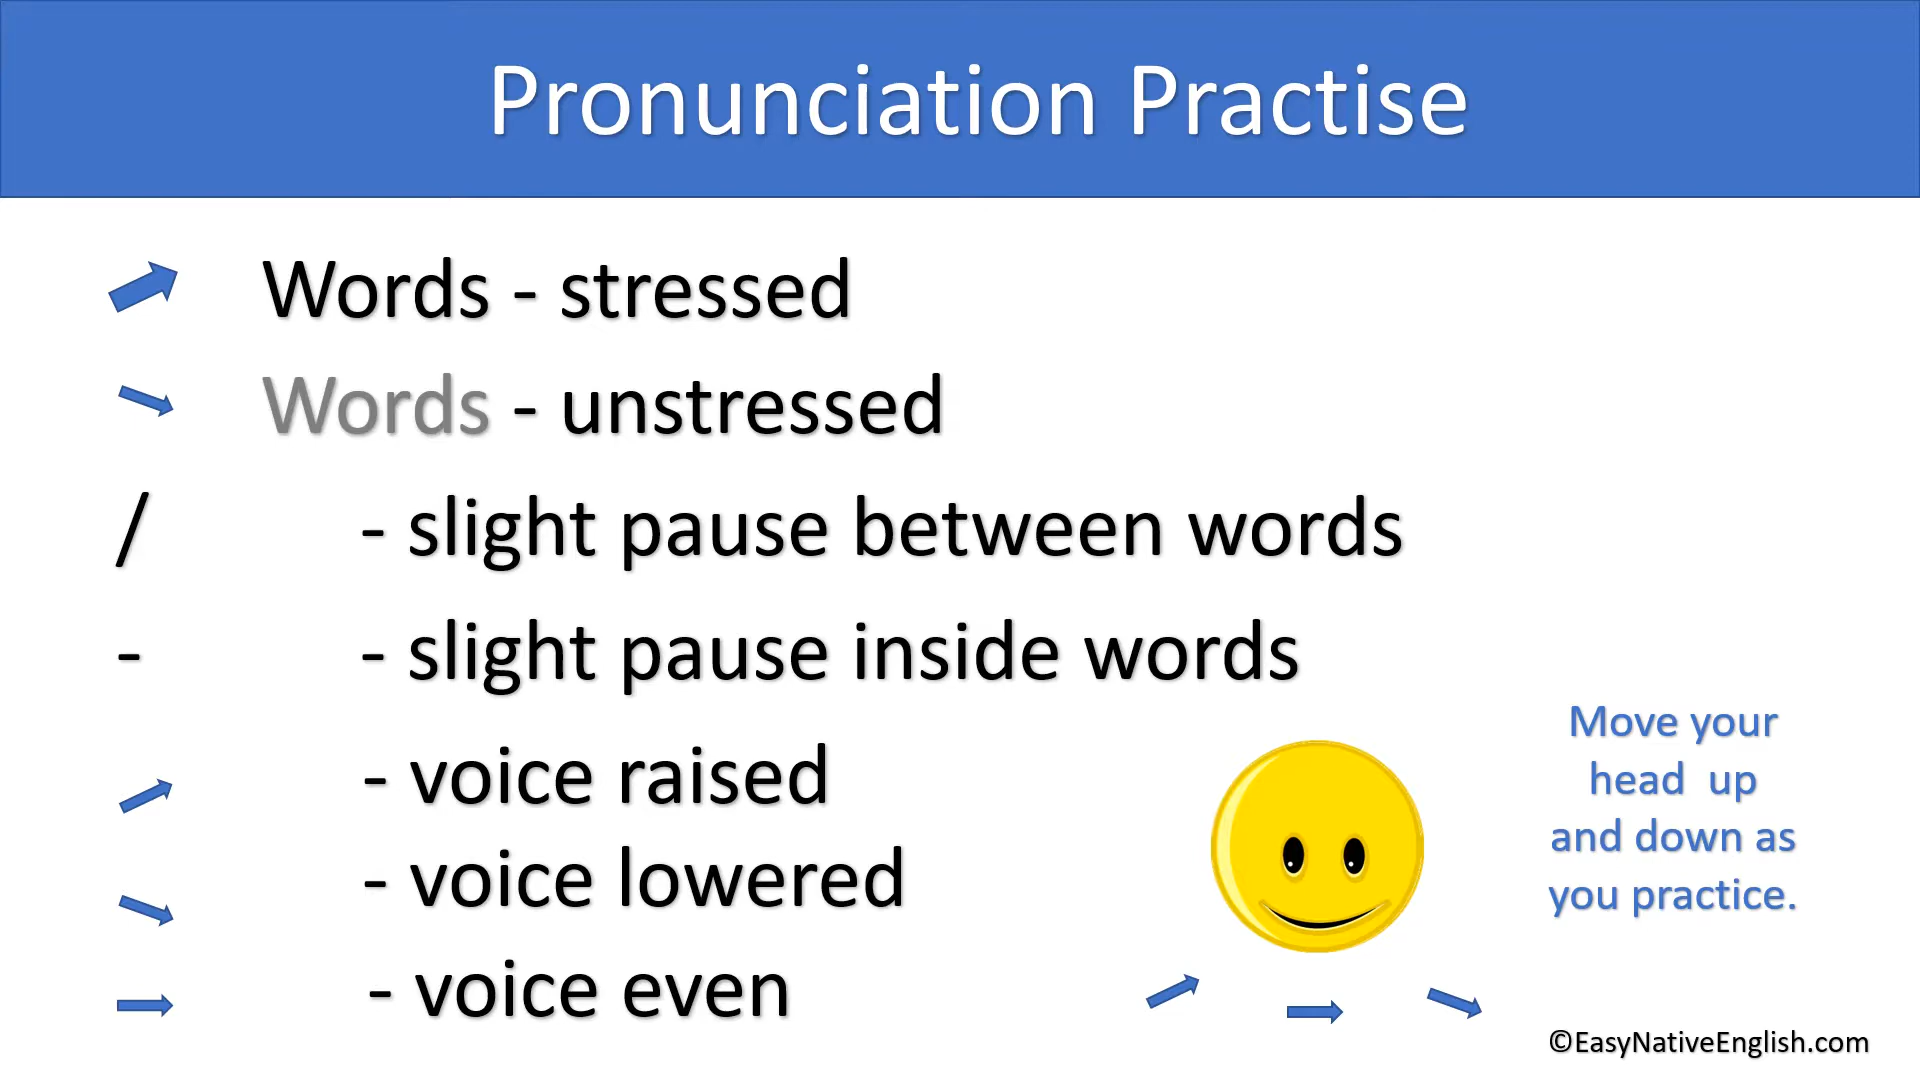 Pronunciation Practise
Words - stressed
Words - unstressed
/ - slight pause between words
- - slight pause inside words
- voice raised
- voice lowered
- voice even
Move your
head up
and down as
you practice.
©EasyNativeEnglish.com